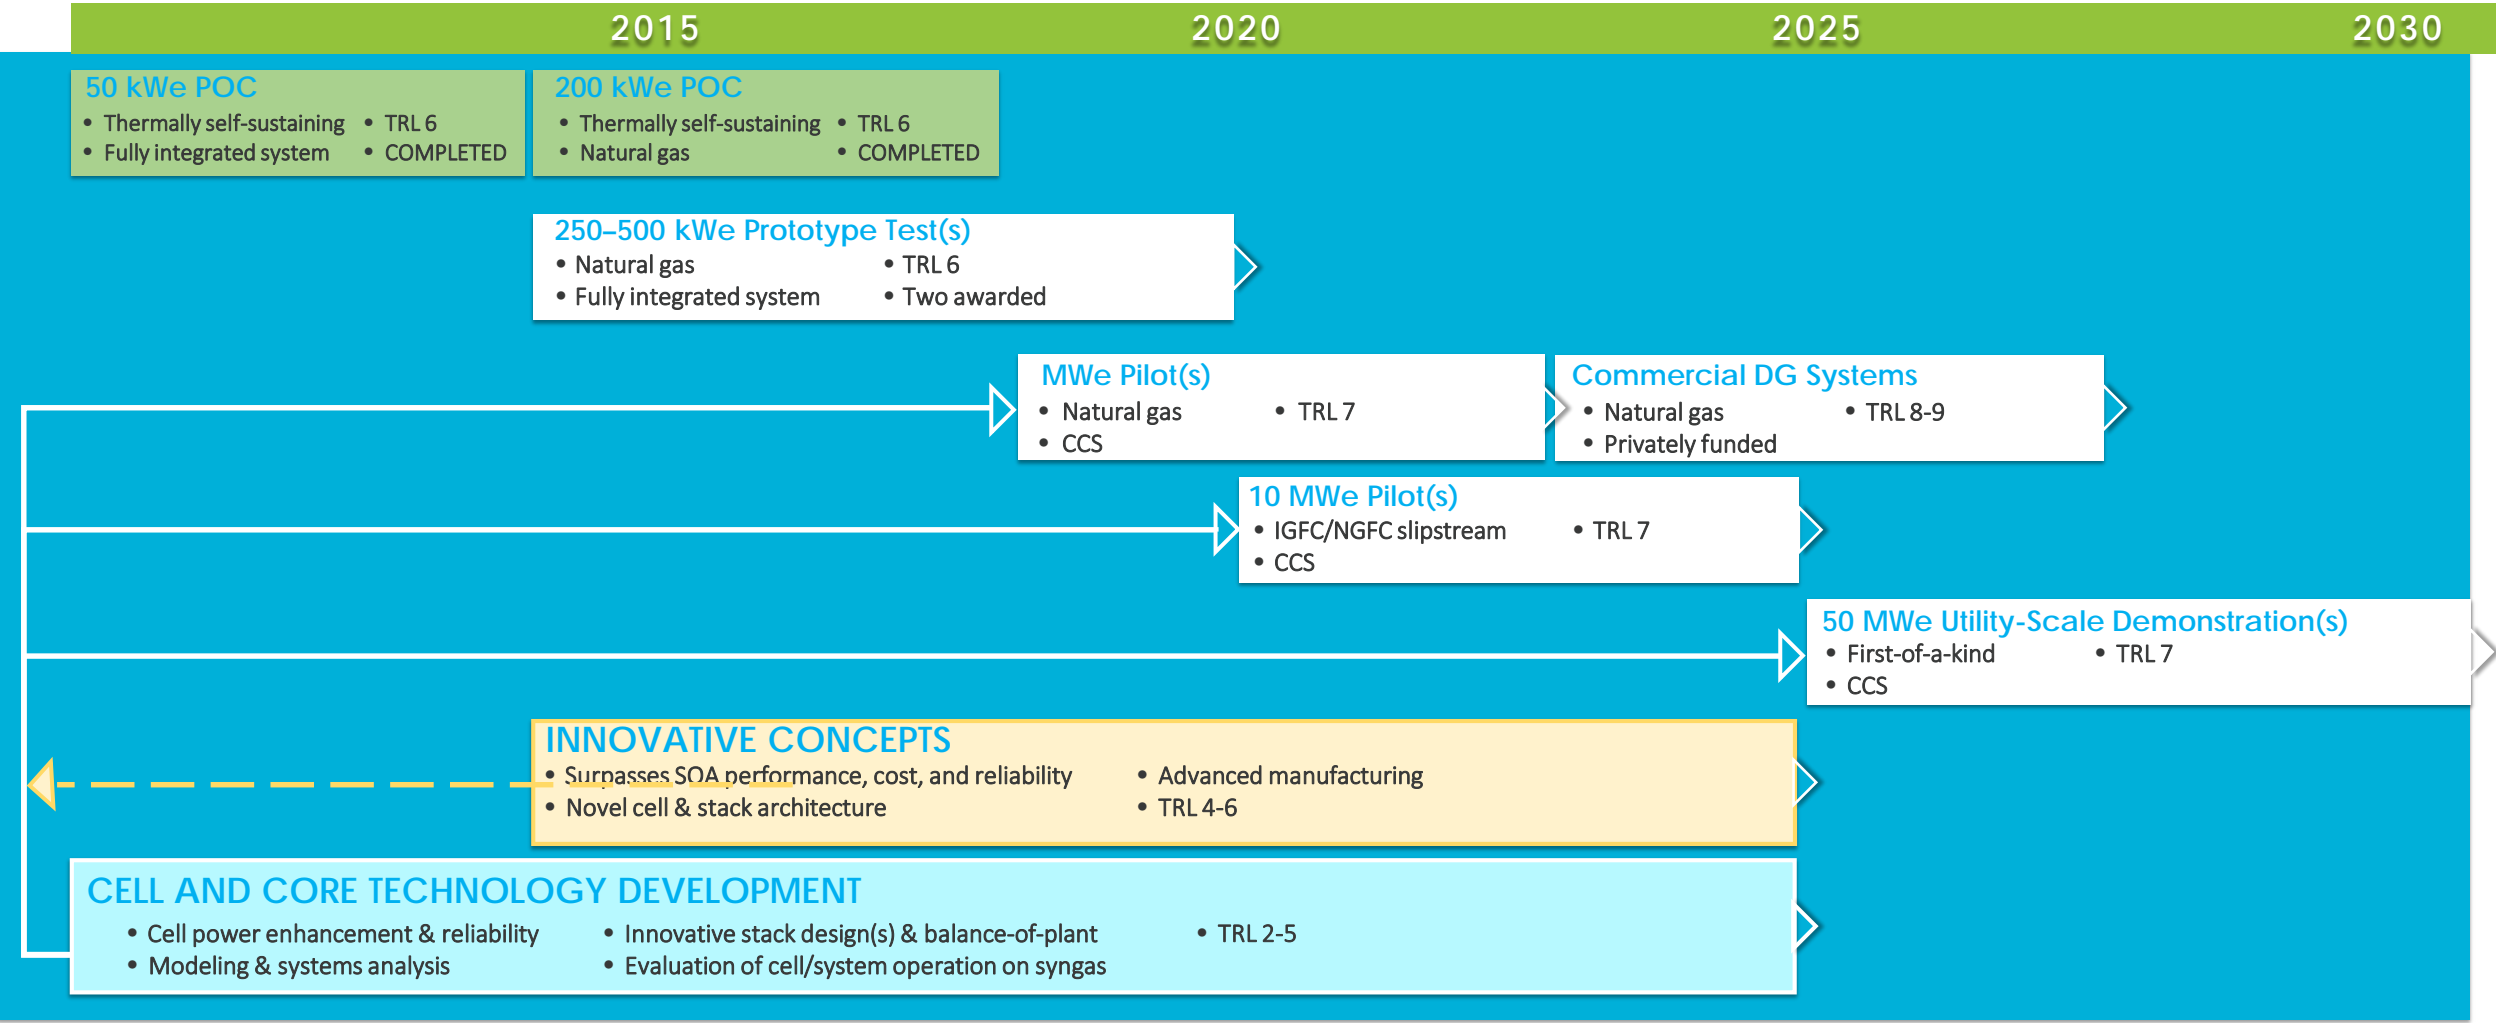 2015 2020 2025 2030
50 kWe POC
• Thermally self-sustaining • TRL 6
• Fully integrated system • COMPLETED
200 kWe POC
• Thermally self-sustaining • TRL 6
• Natural gas • COMPLETED
250–500 kWe Prototype Test(s)
• Natural gas • TRL 6
• Fully integrated system • Two awarded
MWe Pilot(s)
• Natural gas • TRL 7
• CCS
Commercial DG Systems
• Natural gas • TRL 8-9
• Privately funded
10 MWe Pilot(s)
• IGFC/NGFC slipstream • TRL 7
• CCS
50 MWe Utility-Scale Demonstration(s)
• First-of-a-kind • TRL 7
• CCS
INNOVATIVE CONCEPTS
• Surpasses SOA performance, cost, and reliability • Advanced manufacturing
• Novel cell & stack architecture • TRL 4-6
CELL AND CORE TECHNOLOGY DEVELOPMENT
• Cell power enhancement & reliability • Innovative stack design(s) & balance-of-plant • TRL 2-5
• Modeling & systems analysis • Evaluation of cell/system operation on syngas